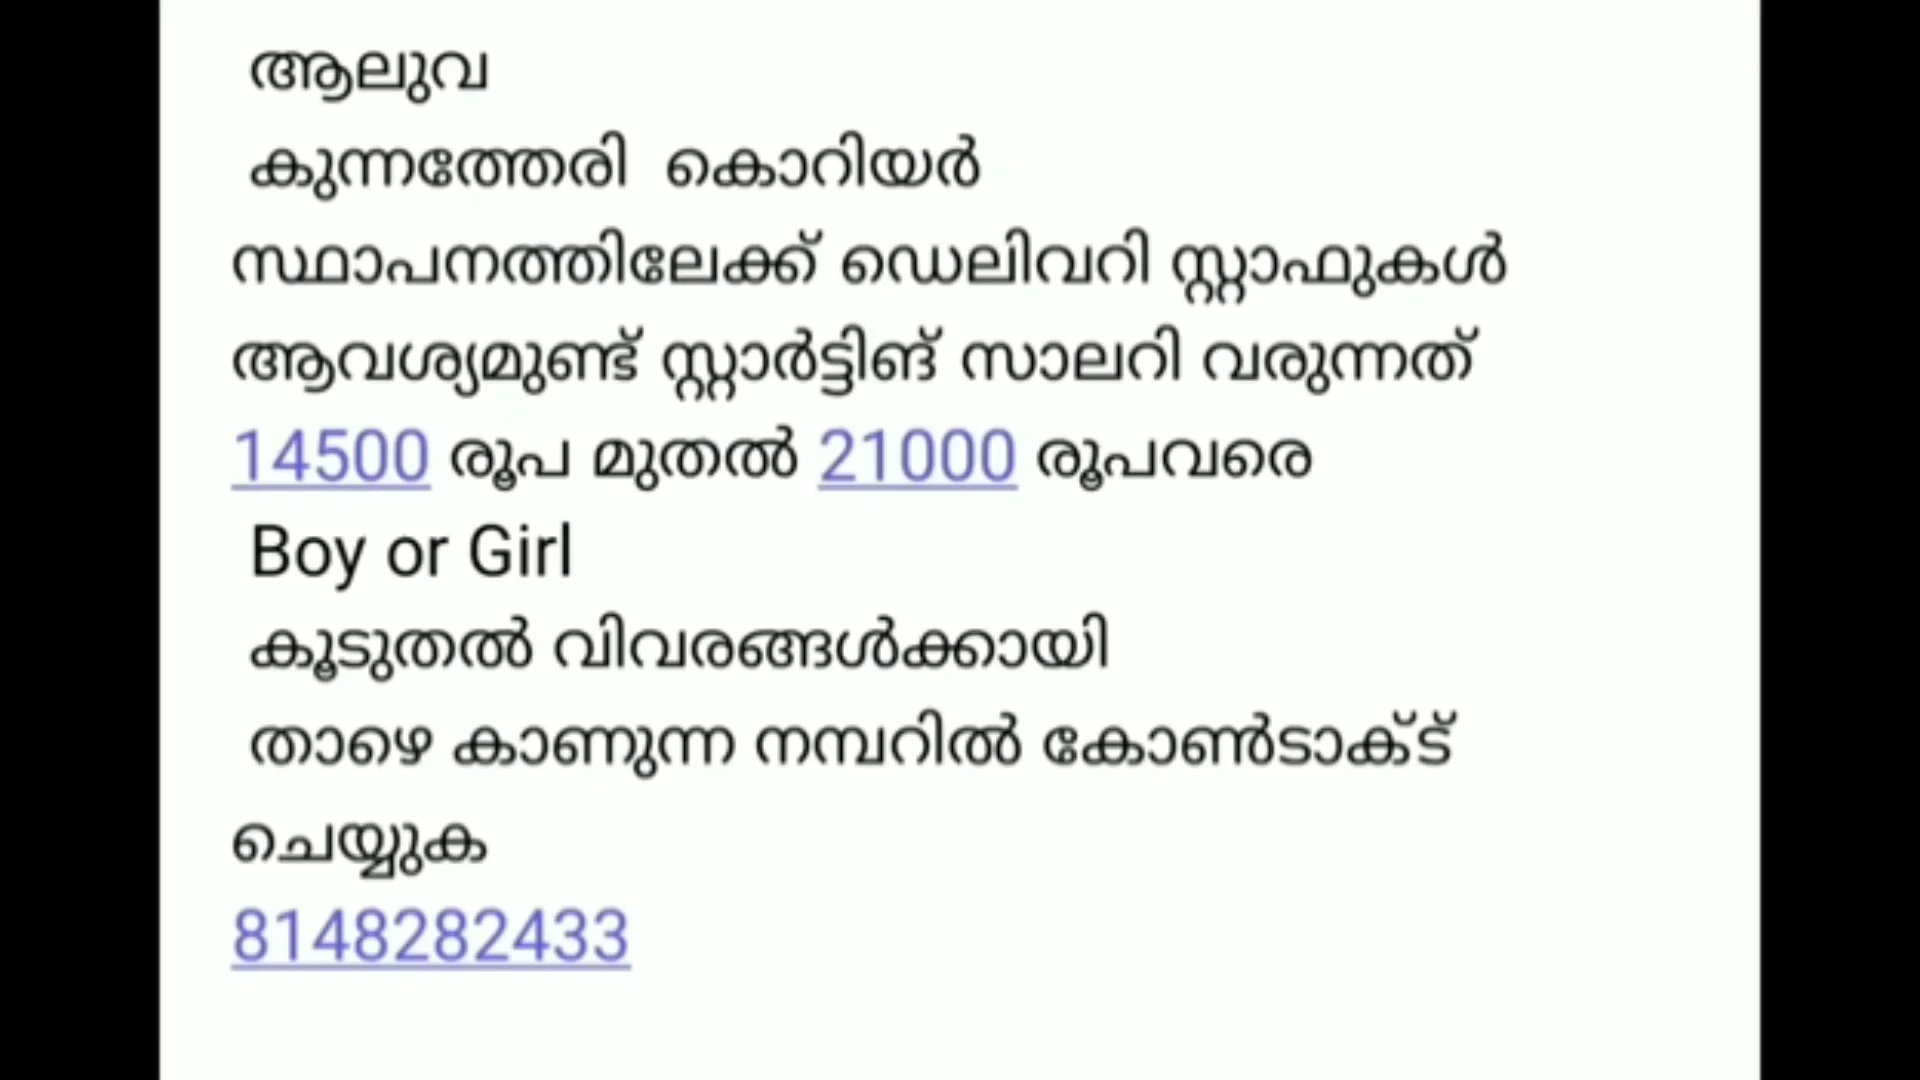 ആലുവ
കുന്നത്തേരി കൊറിയർ
സ്ഥാപനത്തിലേക്ക് ഡെലിവറി സ്റ്റാഫുകൾ
ആവശ്യമുണ്ട് സ്റ്റാർട്ടിങ് സാലറി വരുന്നത്
14500 രൂപ മുതൽ 21000 രൂപവരെ
Boy or Girl
കൂടുതൽ വിവരങ്ങൾക്കായി
താഴെ കാണുന്ന നമ്പറിൽ കോൺടാക്ട്
ചെയ്യുക
8148282433